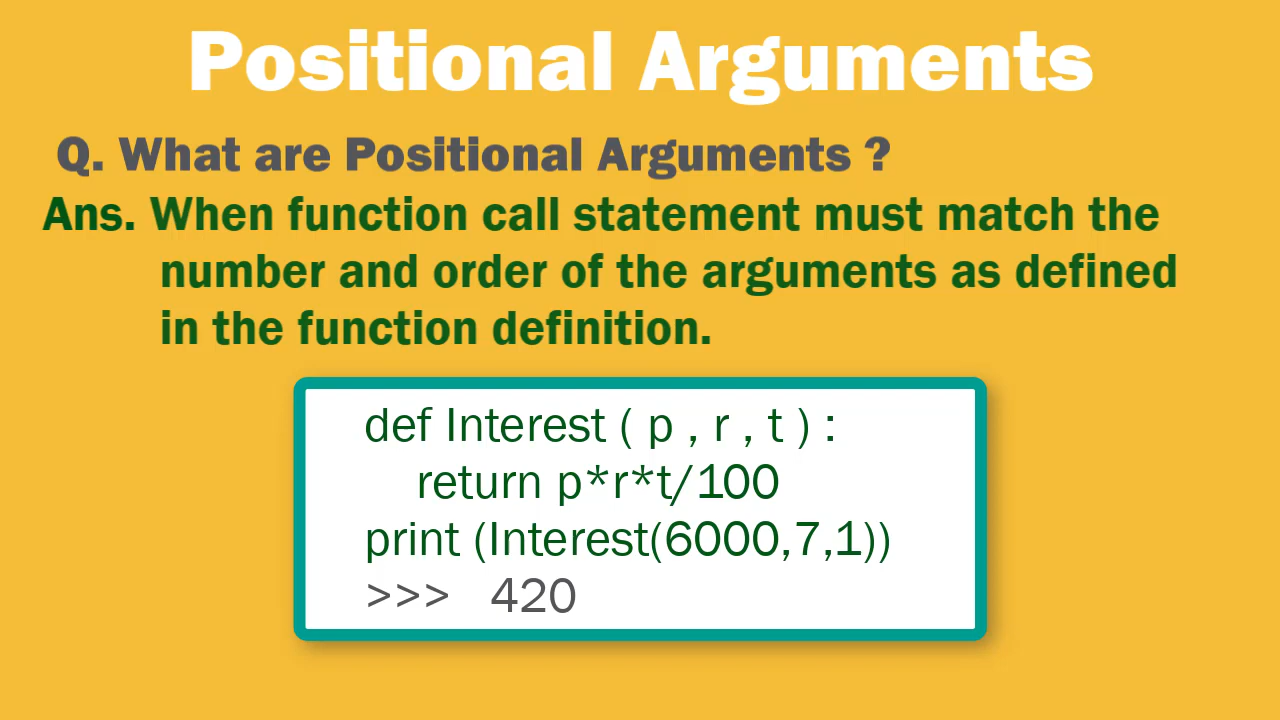 Positional Arguments
Q. What are Positional Arguments ?
Ans. When function call statement must match the
number and order of the arguments as defined
in the function definition.
def Interest ( p , r , t ) :
return p*r*t/100
print (Interest(6000,7,1))
>>> 420